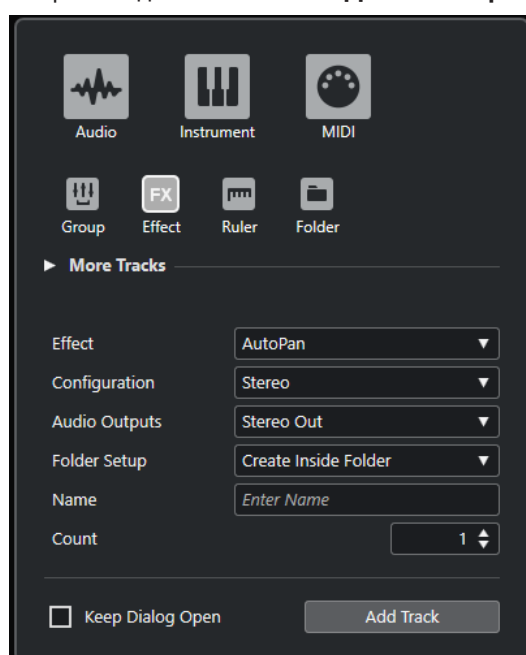 Audio Instrument MIDI
FX
Group Effect Ruler Folder
More Tracks
Effect AutoPan
Configuration Stereo
Audio Outputs Stereo Out
Folder Setup Create Inside Folder
Name Enter Name
Count 1
Keep Dialog Open Add Track